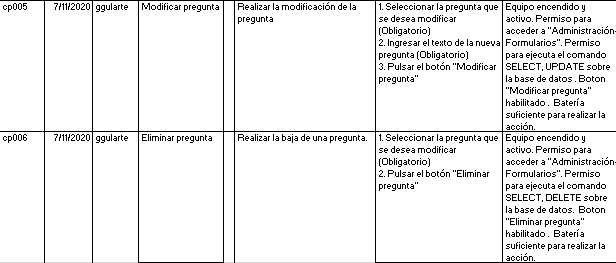 cp005
7/11/2020
ggularte
Modificar pregunta
Realizar la modificación de la
pregunta
1. Seleccionar la pregunta que
se desea modificar
(Obligatorio)
2. Ingresar el texto de la nueva
pregunta (Obligatorio)
3. Pulsar el botón "Modificar
pregunta"
Equipo encendido y
activo. Permiso para
acceder a "Administración-
Formularios". Permiso
para ejecuta el comando
SELECT, UPDATE sobre
la base de datos . Boton
"Modificar pregunta"
habilitado . Batería
suficiente para realizar la
acción.
cp006
7/11/2020
ggularte
Eliminar pregunta
Realizar la baja de una pregunta.
1. Seleccionar la pregunta que
se desea modificar
(Obligatorio)
2. Pulsar el botón "Eliminar
pregunta"
Equipo encendido y
activo. Permiso para
acceder a "Administración-
Formularios". Permiso
para ejecuta el comando
SELECT, DELETE sobre
la base de datos. Boton
"Eliminar pregunta"
habilitado . Batería
suficiente para realizar la
acción.